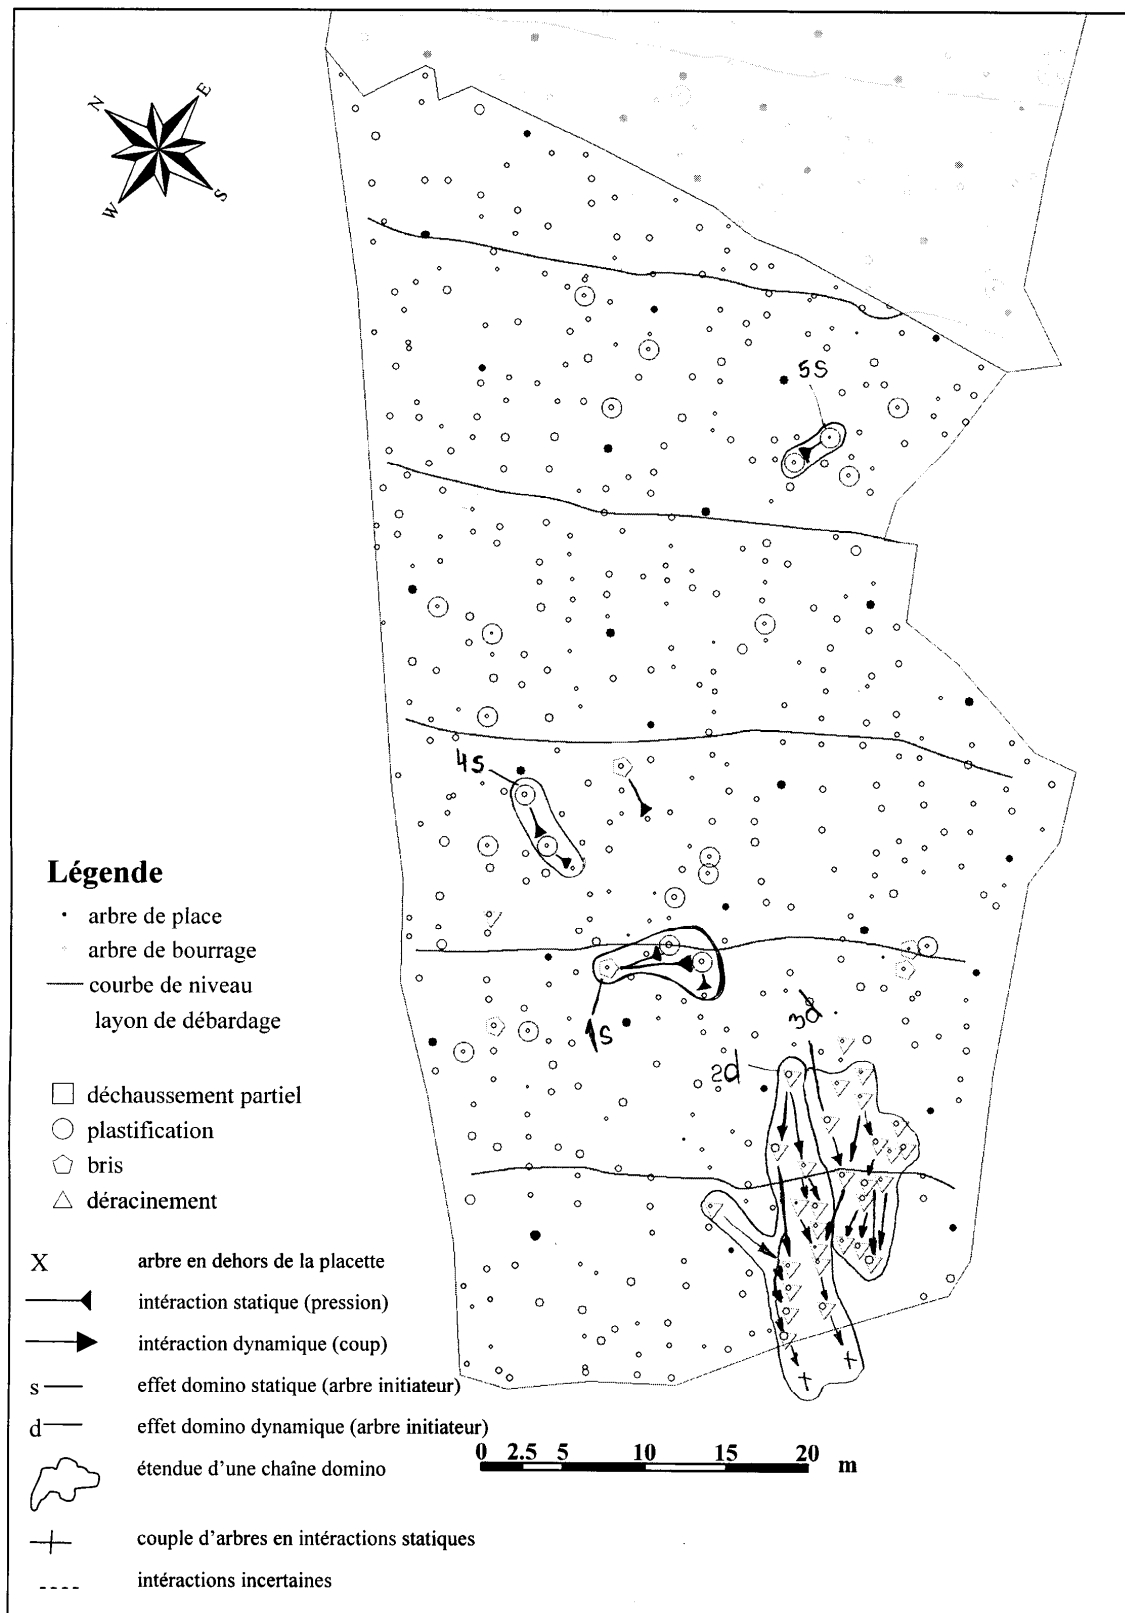 N
E
W
S
5S
4S
1S
3d
2d
Légende
arbre de place
arbre de bourrage
courbe de niveau
layon de débardage
déchaussement partiel
plastification
bris
déracinement
X arbre en dehors de la placette
intéraction statique (pression)
intéraction dynamique (coup)
s effet domino statique (arbre initiateur)
d effet domino dynamique (arbre initiateur)
étendue d'une chaîne domino
couple d'arbres en intéractions statiques
intéractions incertaines
0 2.5 5 10 15 20 m